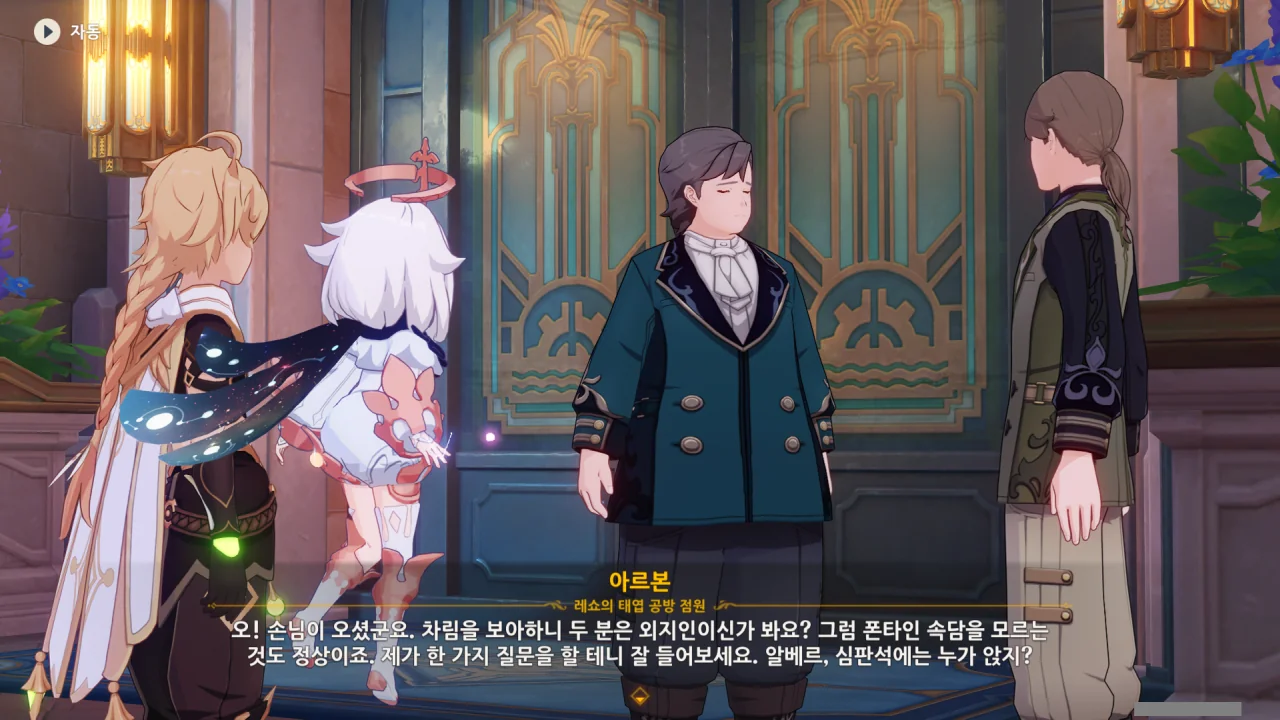 자동
아르본
레쇼의 태엽 공방 점원
오! 손님이 오셨군요. 차림을 보아하니 두 분은 외지인이신가 봐요? 그럼 폰타인 속담을 모르는
것도 정상이죠. 제가 한 가지 질문을 할 테니 잘 들어보세요. 알베르, 심판석에는 누가 앉지?